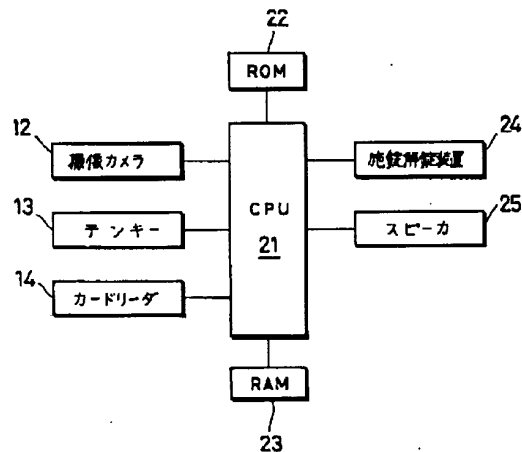 22
ROM
12
撮像カメラ
24
施錠解錠装置
13
テンキー
CPU
21
25
スピーカ
14
カードリーダ
RAM
23